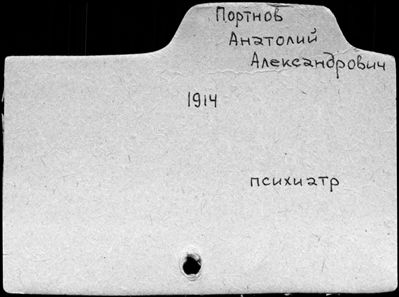 Портнов
Анатолий
Александрович
1914
психиатр